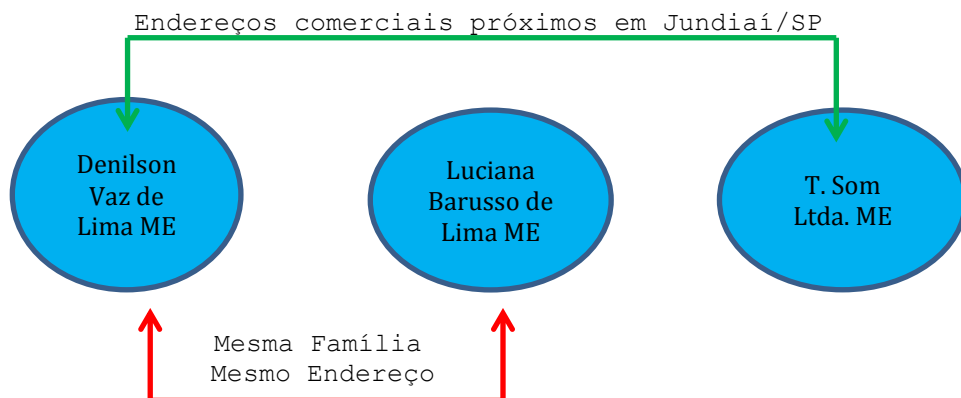 Endereços comerciais próximos em Jundiaí/SP
Denilson
Vaz de
Lima ME
Luciana
Barusso de
Lima ME
T. Som
Ltda. ME
Mesma Família
Mesmo Endereço